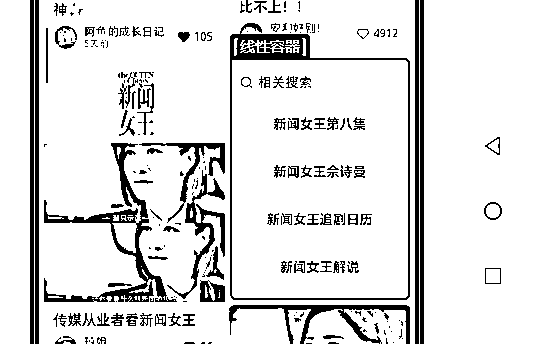 比不上！！
阿鱼的成长日记
5天前
105
4912
线性容器
the QUEEN
新闻
女王
相关搜索
新闻女王第八集
新闻女王佘诗曼
新闻女王追剧日历
新闻女王解说
传媒从业者看新闻女王